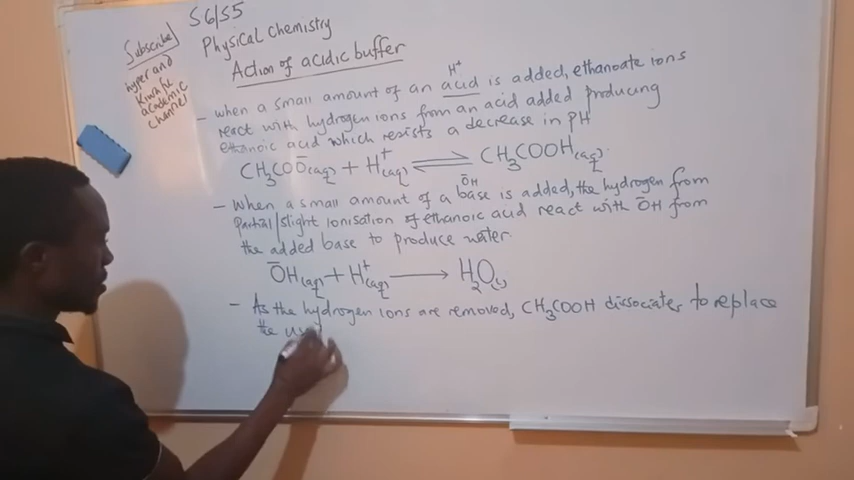 S6/S5
Physical Chemistry
Action of acidic buffer
Subscribe
hyper and
academic
channel
H⁺
- when a small amount of an acid is added, ethanoate ions
react with hydrogen ions from an acid added producing
ethanoic acid which resists a decrease in pH
CH₃COO⁻(aq) + H⁺(aq) ⇌ CH₃COOH(aq).
ŌH
- When a small amount of a base is added, the hydrogen from
partial/slight ionisation of ethanoic acid react with ŌH from
the added base to produce water.
ŌH(aq) + H⁺(aq) → H₂O(l)
- As the hydrogen ions are removed, CH₃COOH dissociates to replace
the